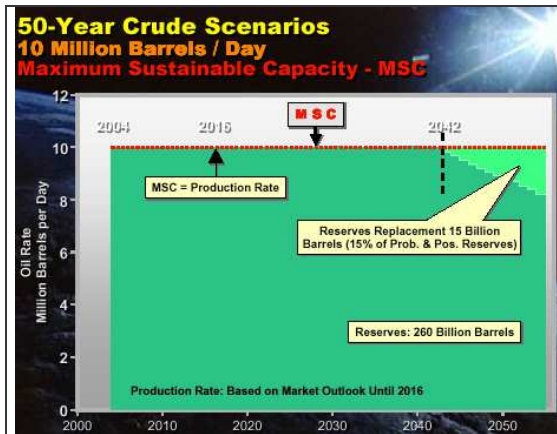 50-Year Crude Scenarios
10 Million Barrels / Day
Maximum Sustainable Capacity - MSC
12
10
8
6
4
2
0
Oil Rate
Million Barrels per Day
2004
2016
M S C
2042
MSC = Production Rate
Reserves Replacement 15 Billion
Barrels (15% of Prob. & Pos. Reserves)
Reserves: 260 Billion Barrels
Production Rate: Based on Market Outlook Until 2016
2000
2010
2020
2030
2040
2050